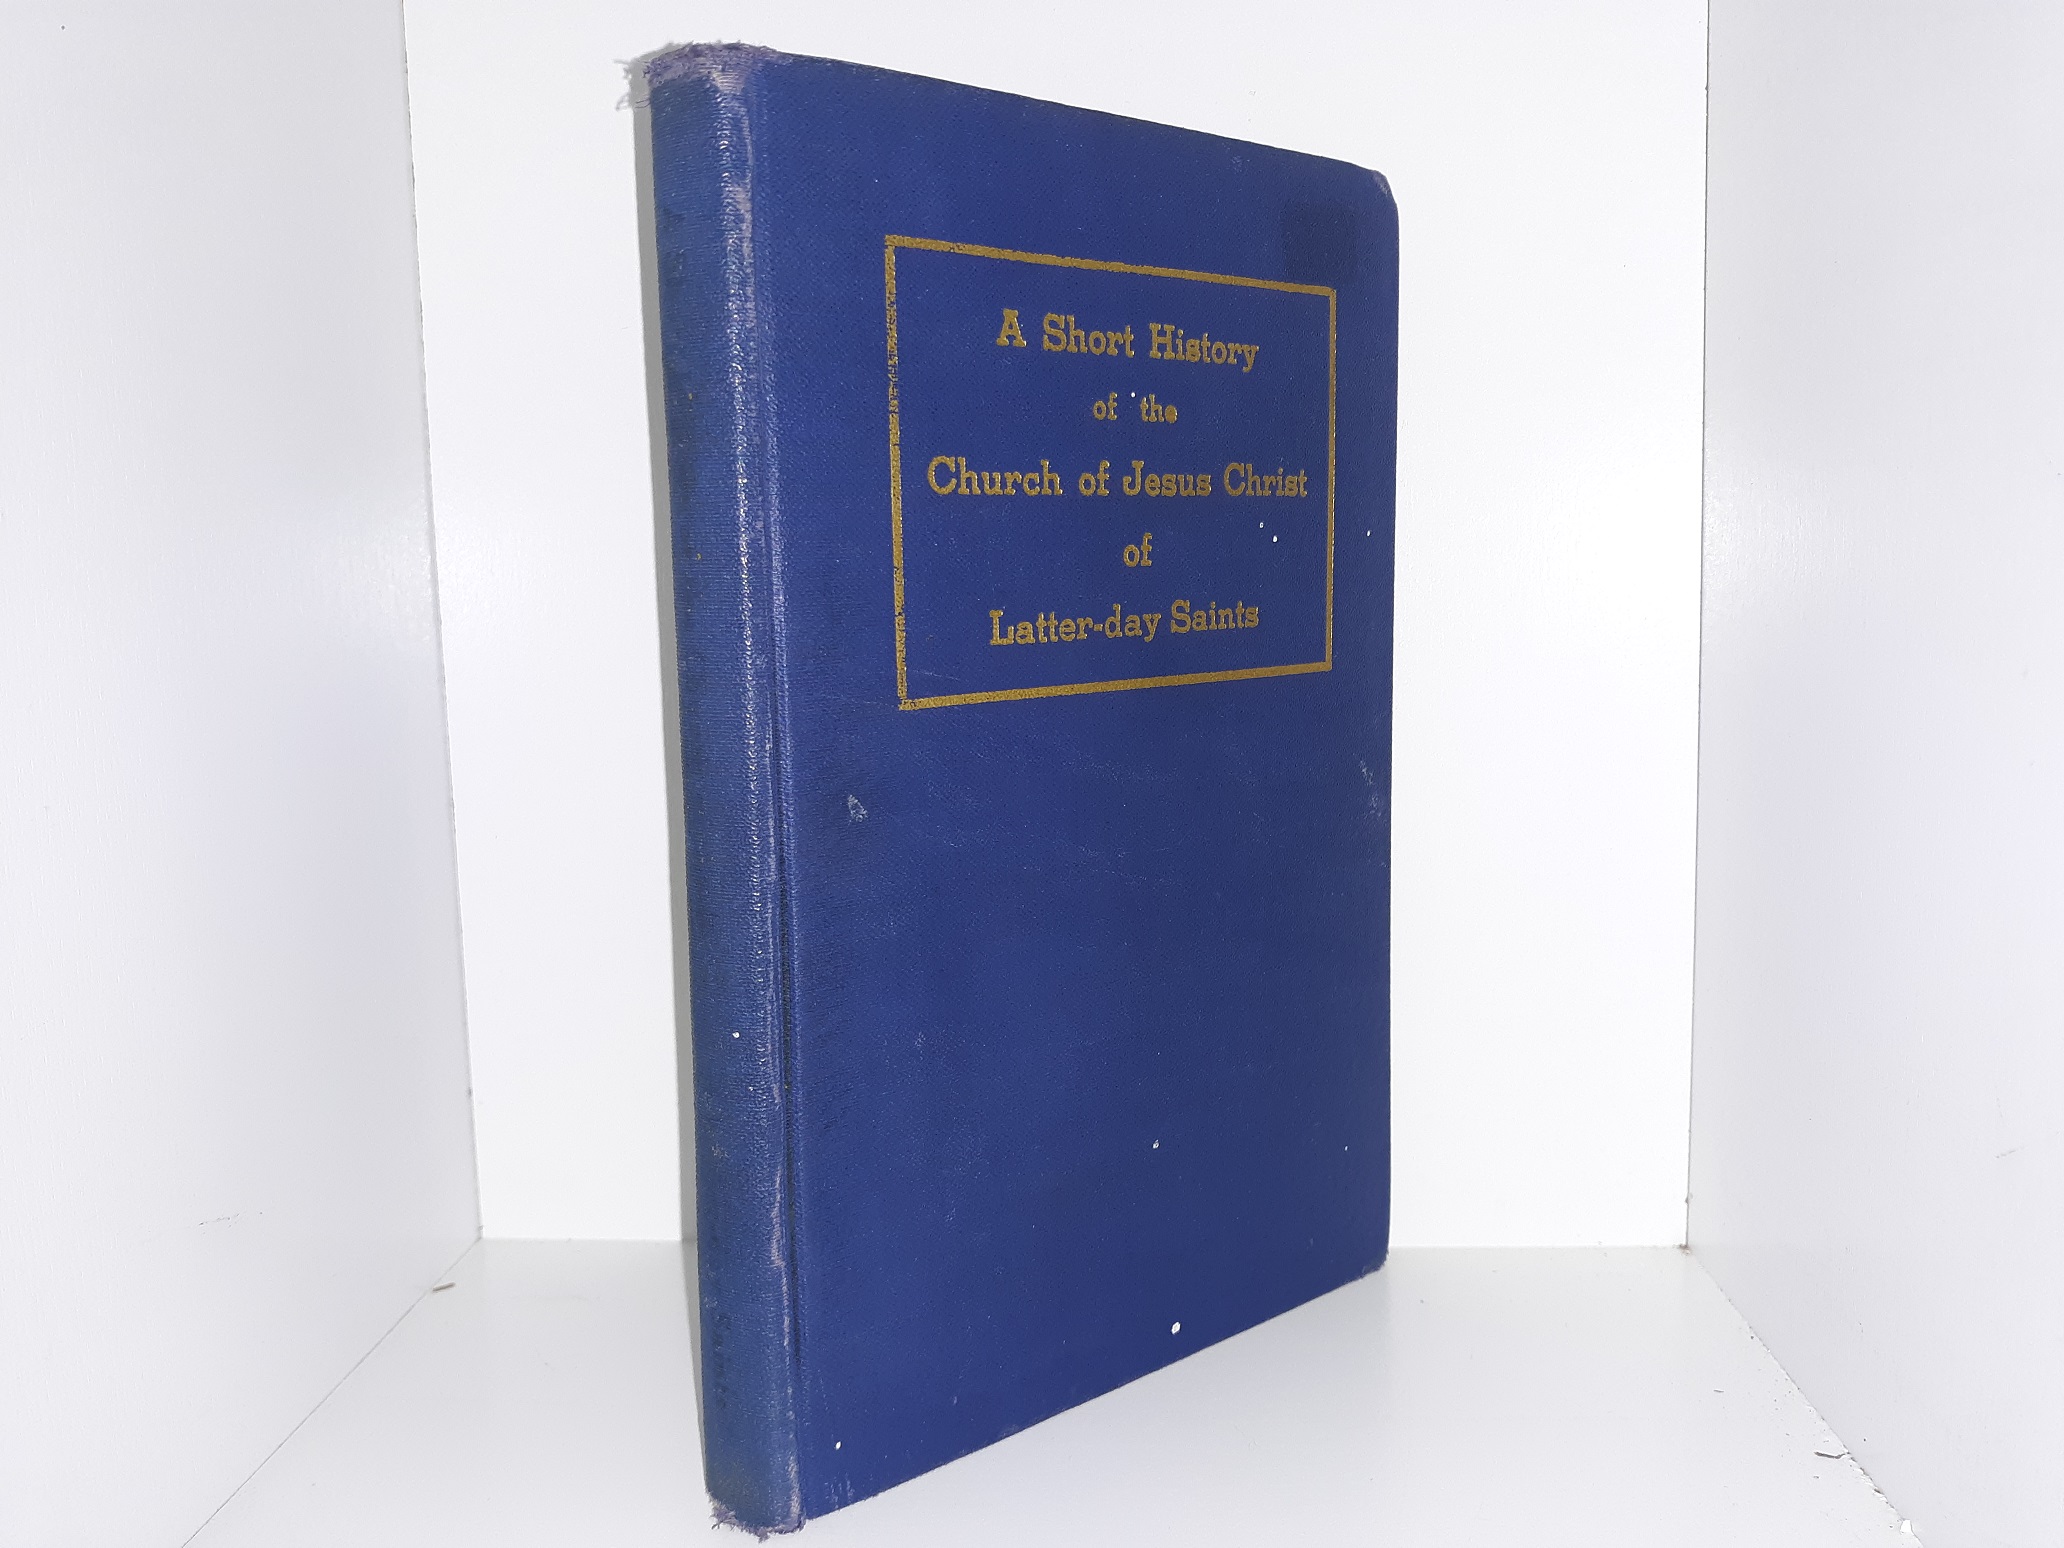 A Short History
of the
Church of Jesus Christ
of
Latter-day Saints